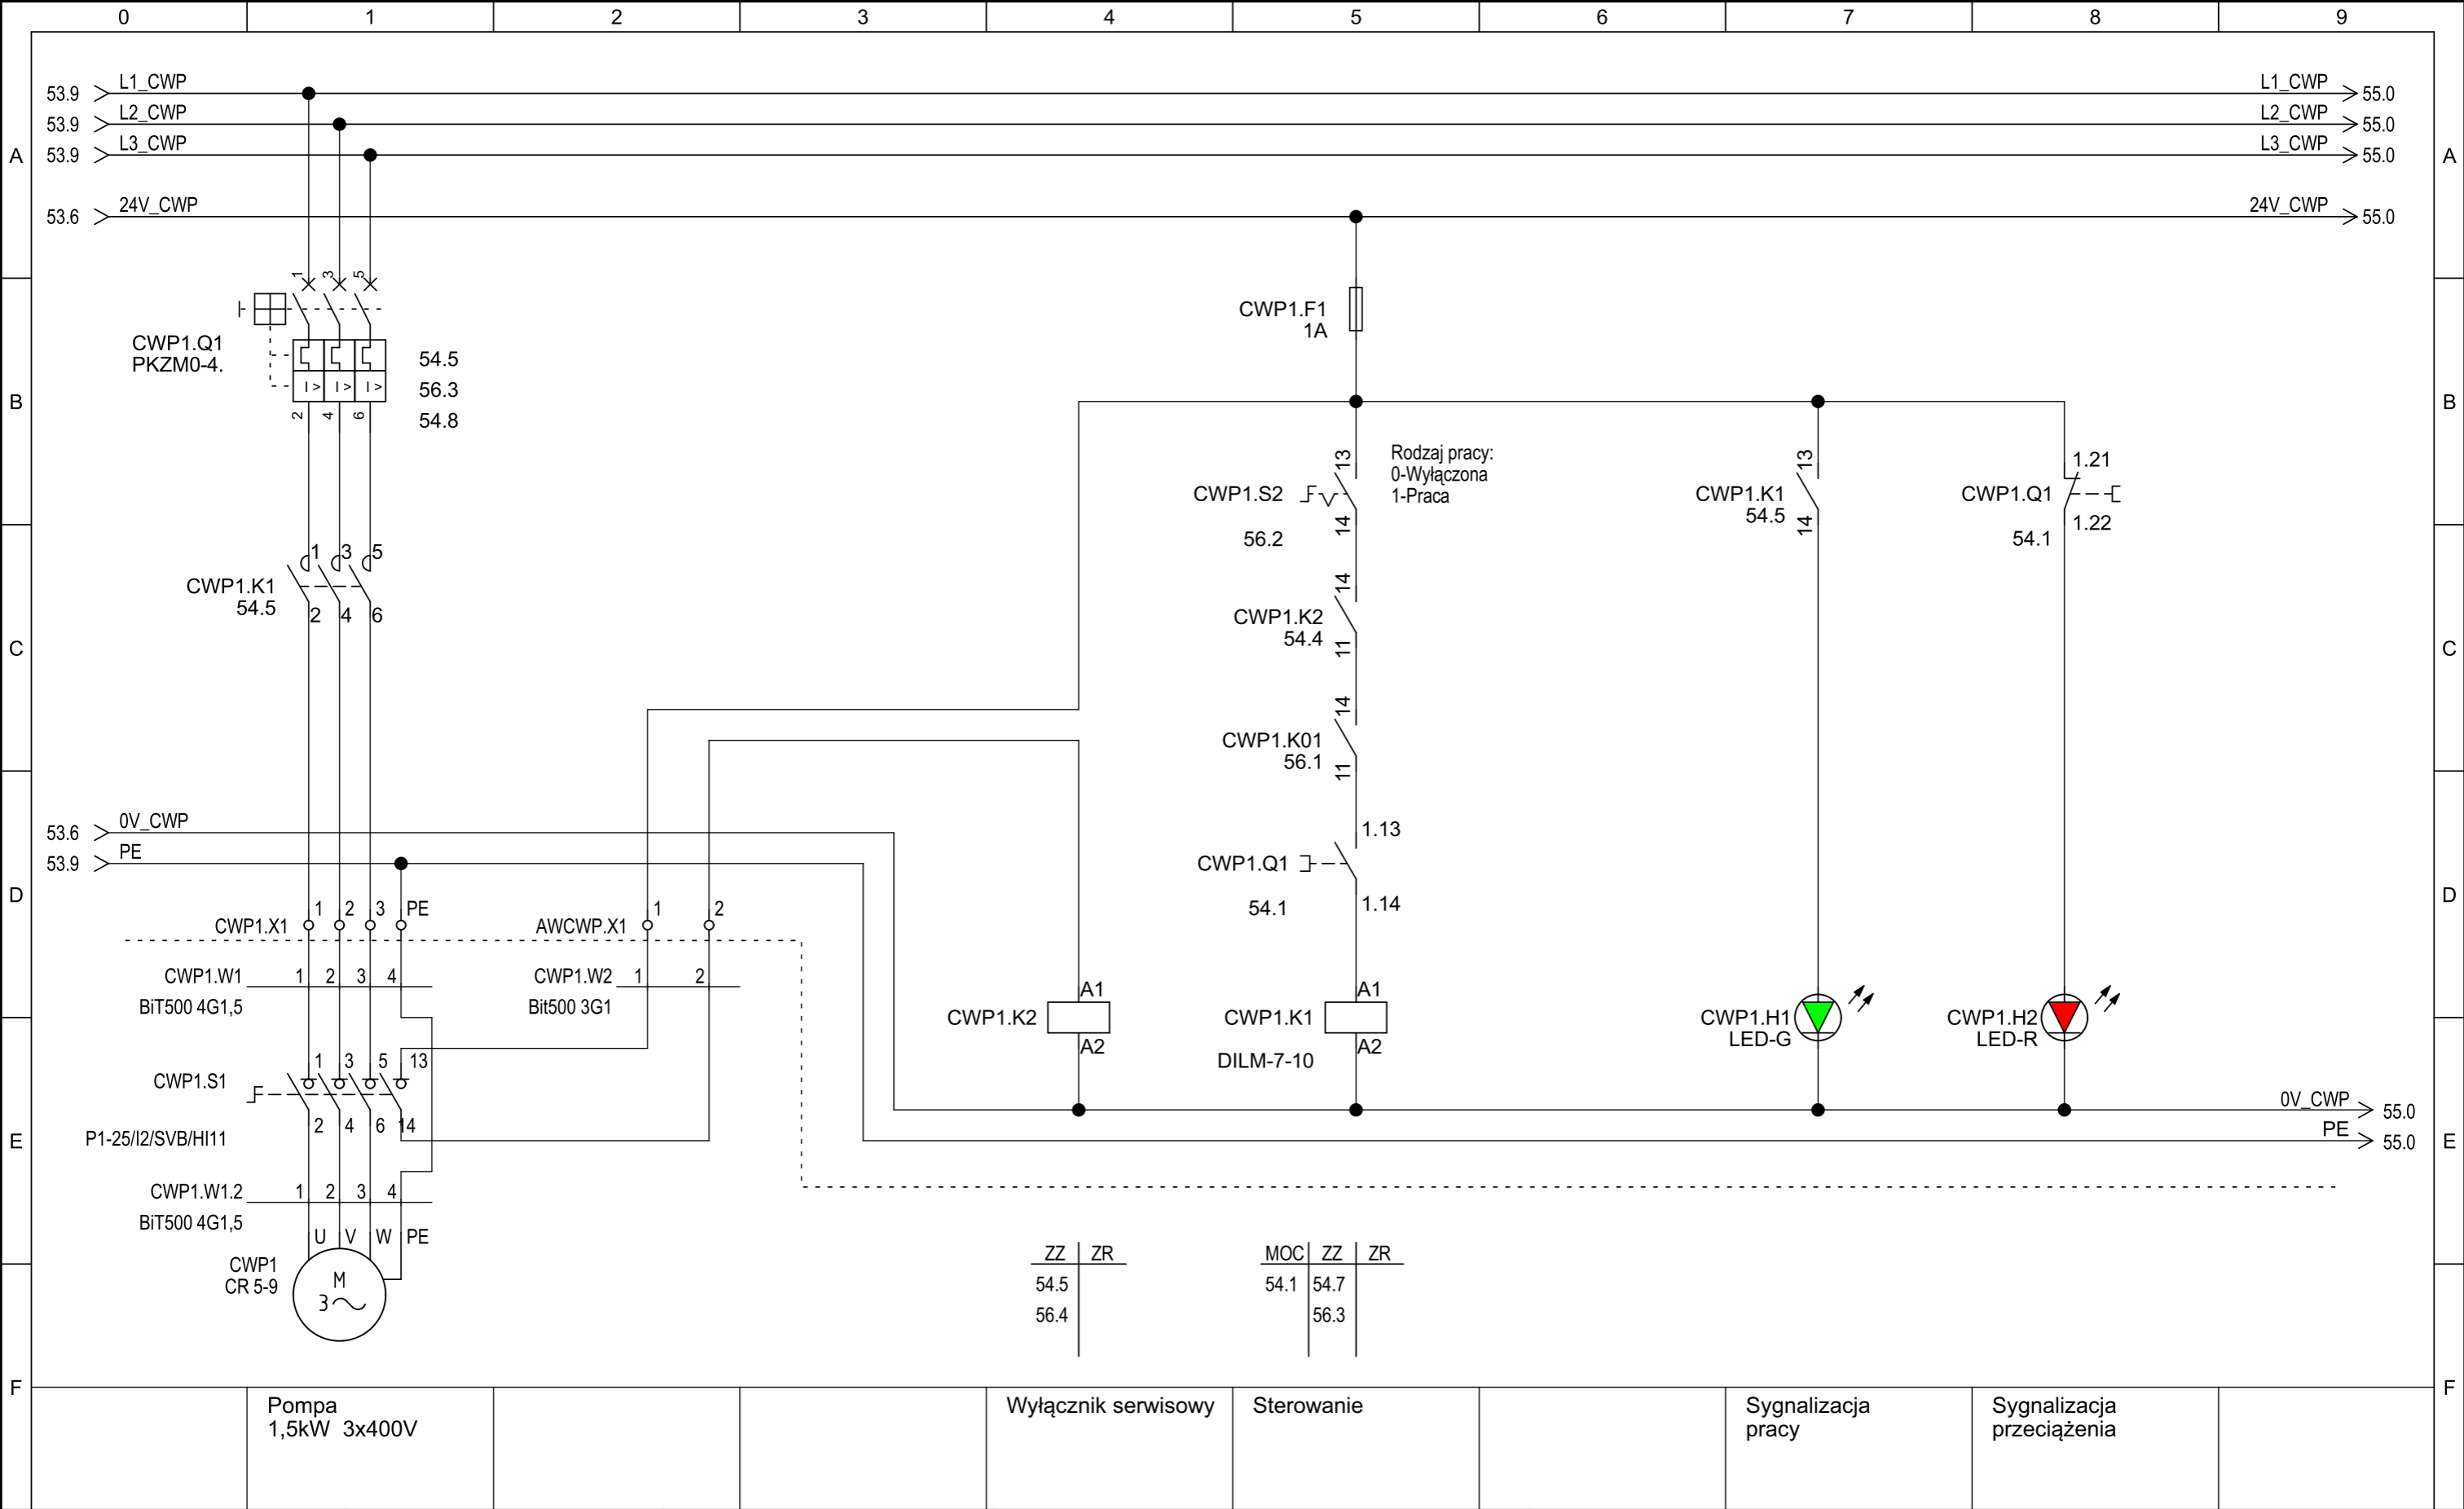 0 1 2 3 4 5 6 7 8 9
L1_CWP L1_CWP
53.9 55.0
L2_CWP L2_CWP
53.9 55.0
L3_CWP L3_CWP
A 53.9 55.0 A
24V_CWP 24V_CWP
53.6 55.0
1 3 5
CWP1.F1
1A
CWP1.Q1
PKZM0-4.
I > I > I >
2 4 6
54.5
56.3
54.8
B B
13
CWP1.S2
14
56.2
Rodzaj pracy:
0-Wyłączona
1-Praca
13
CWP1.K1
54.5
14
1.21
CWP1.Q1
1.22
54.1
1 3 5
CWP1.K1
54.5
2 4 6
14
CWP1.K2
54.4
11
C C
14
CWP1.K01
56.1
11
0V_CWP
53.6
PE
53.9
1.13
CWP1.Q1
1.14
54.1
D D
1 2 3 PE
CWP1.X1
1 2
AWCWP.X1
CWP1.W1 1 2 3 4
BiT500 4G1,5
CWP1.W2 1 2
Bit500 3G1
A1
CWP1.K2
A2
A1
CWP1.K1
A2
DILM-7-10
CWP1.H1
LED-G
CWP1.H2
LED-R
1 3 5 13
CWP1.S1
2 4 6 14
P1-25/I2/SVB/HI11
0V_CWP
55.0
PE
55.0
E E
CWP1.W1.2 1 2 3 4
BiT500 4G1,5
U V W PE
CWP1
CR 5-9
M
3
ZZ ZR
54.5
56.4
MOC ZZ ZR
54.1 54.7
56.3
F F
Pompa
1,5kW 3x400V
Wyłącznik serwisowy
Sterowanie
Sygnalizacja
pracy
Sygnalizacja
przeciążenia